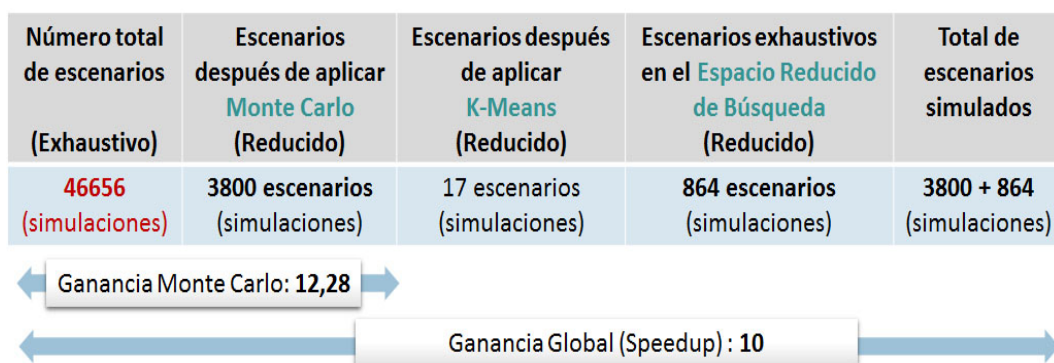 Número total
de escenarios
(Exhaustivo)
Escenarios
después de aplicar
Monte Carlo
(Reducido)
Escenarios después
de aplicar
K-Means
(Reducido)
Escenarios exhaustivos
en el Espacio Reducido
de Búsqueda
(Reducido)
Total de
escenarios
simulados
46656
(simulaciones)
3800 escenarios
(simulaciones)
17 escenarios
(simulaciones)
864 escenarios
(simulaciones)
3800 + 864
(simulaciones)
Ganancia Monte Carlo: 12,28
Ganancia Global (Speedup) : 10